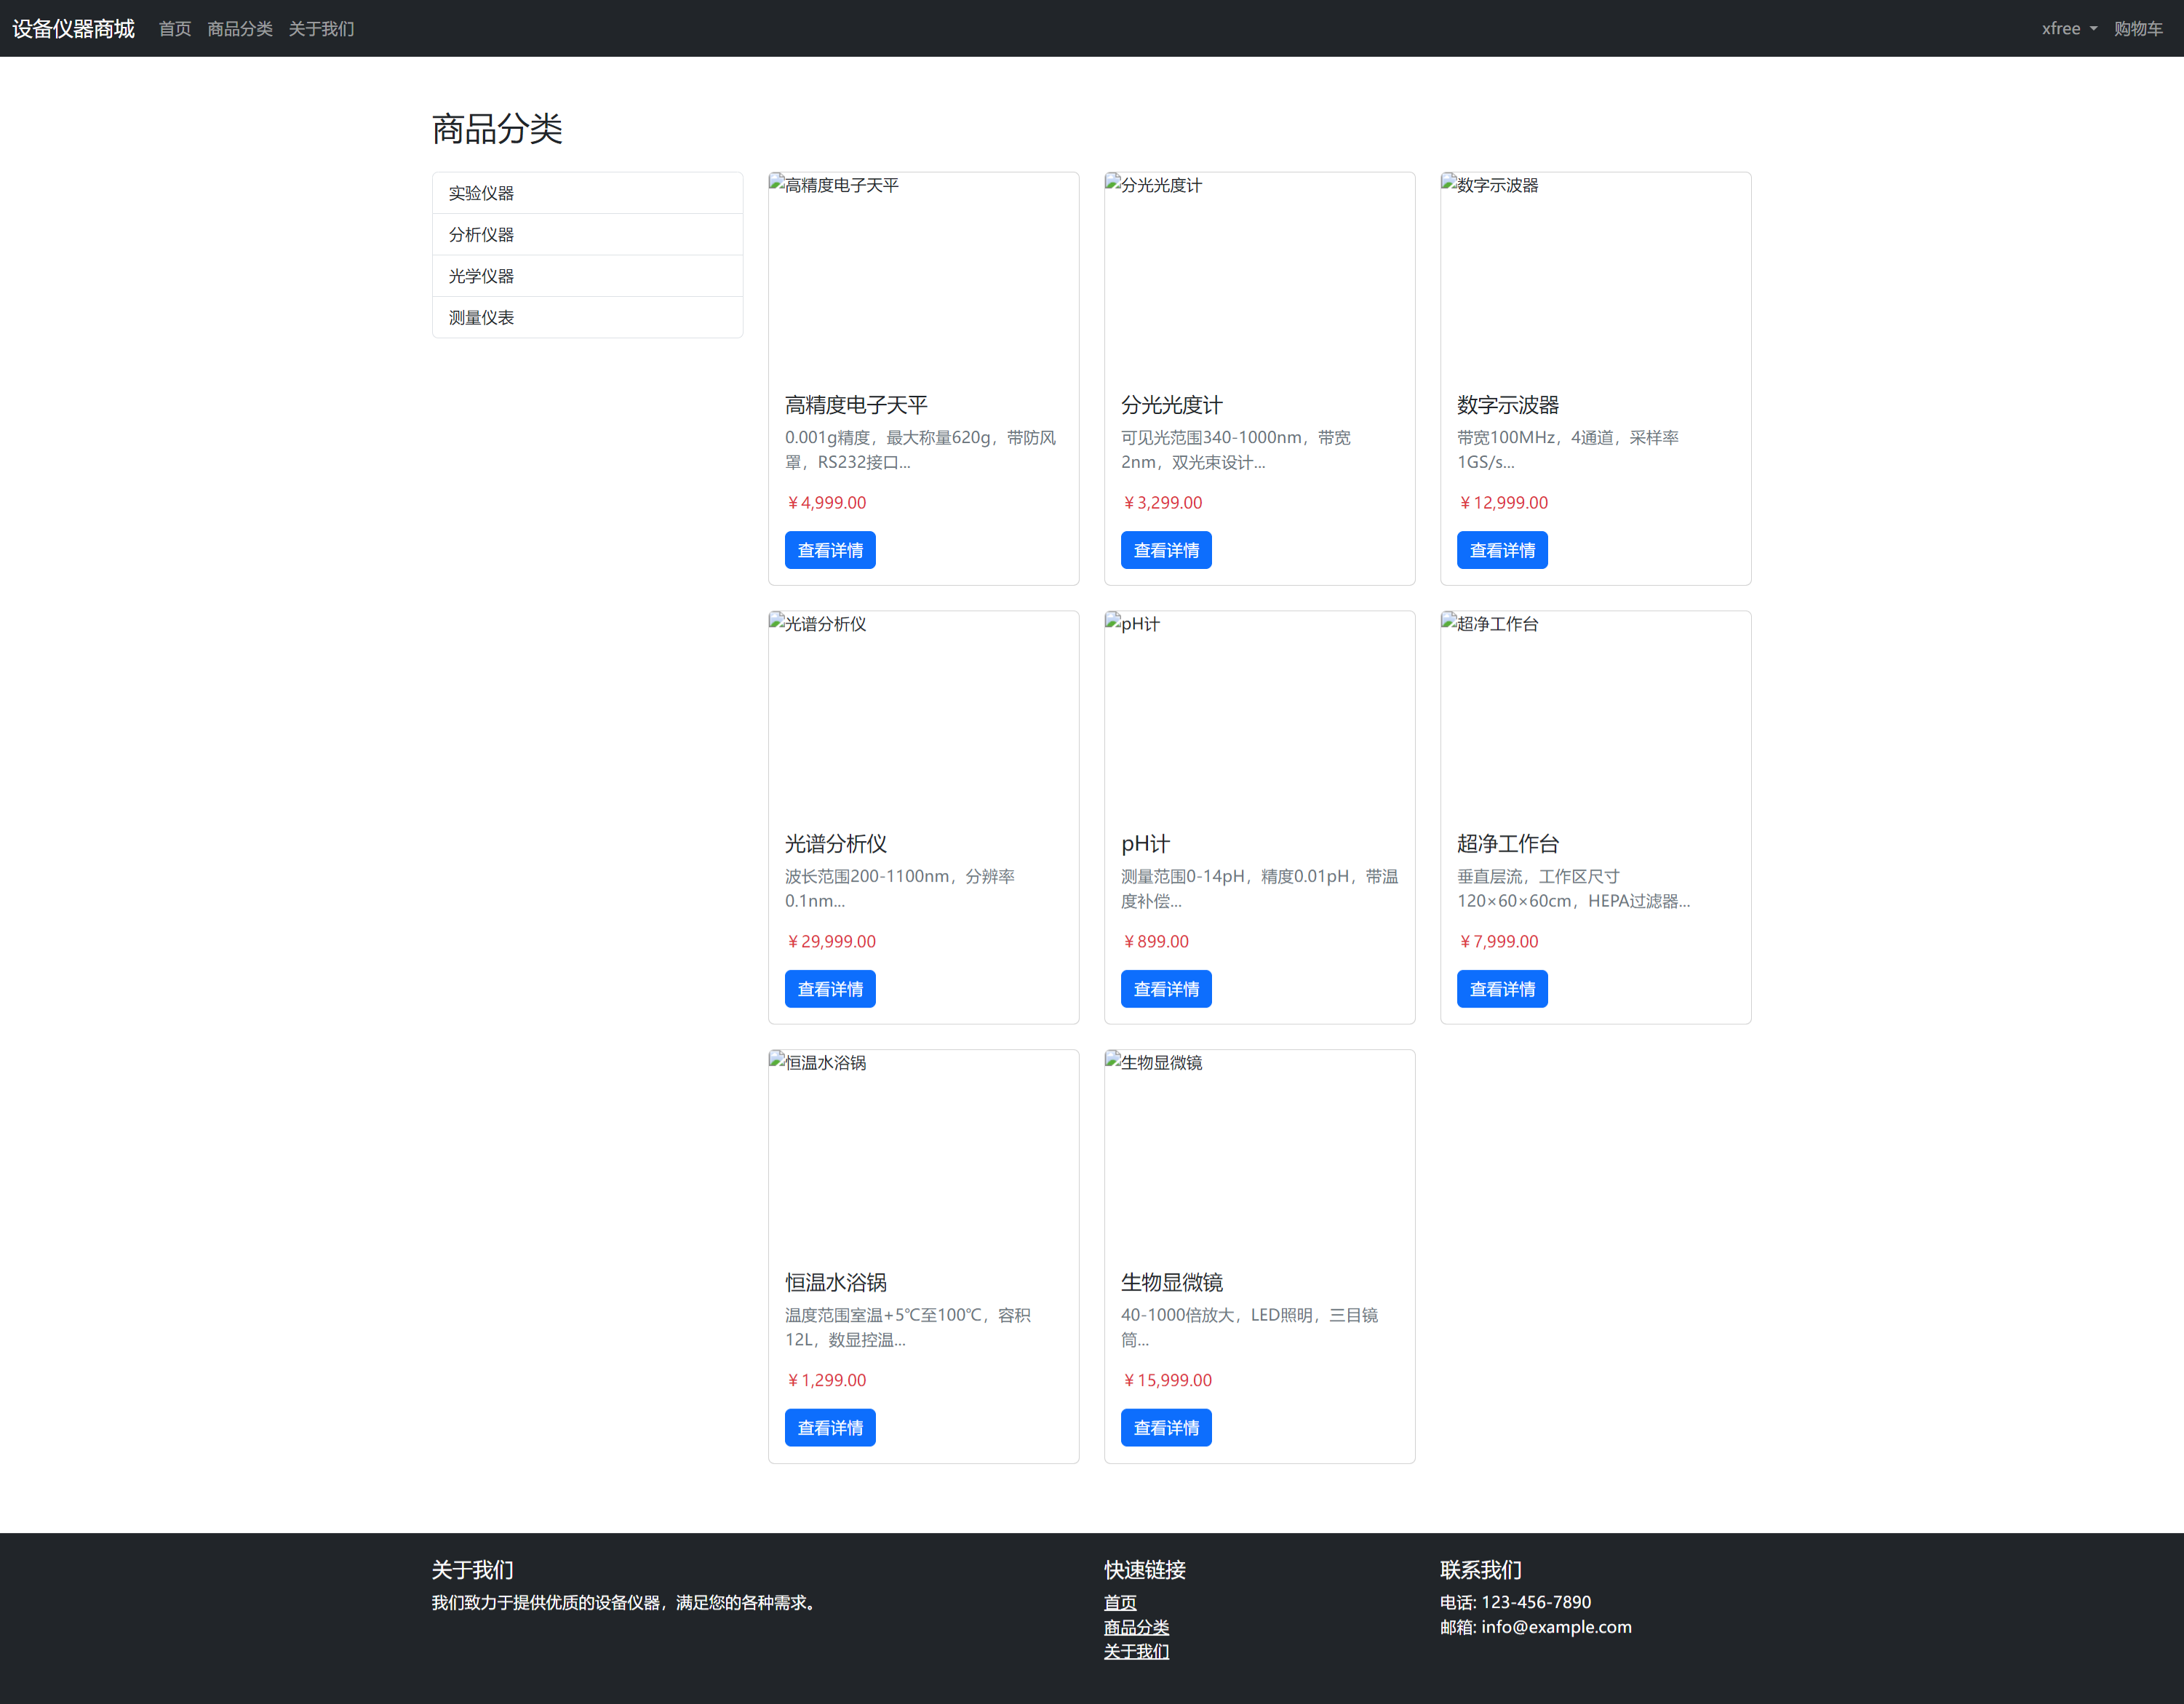 设备仪器商城 首页 商品分类 关于我们 xfree 购物车
商品分类
实验仪器
分析仪器
光学仪器
测量仪表
高精度电子天平
高精度电子天平
0.001g精度，最大称量620g，带防风
罩，RS232接口...
￥4,999.00
查看详情
分光光度计
分光光度计
可见光范围340-1000nm，带宽
2nm，双光束设计...
￥3,299.00
查看详情
数字示波器
数字示波器
带宽100MHz，4通道，采样率
1GS/s...
￥12,999.00
查看详情
光谱分析仪
光谱分析仪
波长范围200-1100nm，分辨率
0.1nm...
￥29,999.00
查看详情
pH计
pH计
测量范围0-14pH，精度0.01pH，带温
度补偿...
￥899.00
查看详情
超净工作台
超净工作台
垂直层流，工作区尺寸
120×60×60cm，HEPA过滤器...
￥7,999.00
查看详情
恒温水浴锅
恒温水浴锅
温度范围室温+5℃至100℃，容积
12L，数显控温...
￥1,299.00
查看详情
生物显微镜
生物显微镜
40-1000倍放大，LED照明，三目镜
筒...
￥15,999.00
查看详情
关于我们
我们致力于提供优质的设备仪器，满足您的各种需求。
快速链接
首页
商品分类
关于我们
联系我们
电话: 123-456-7890
邮箱: info@example.com